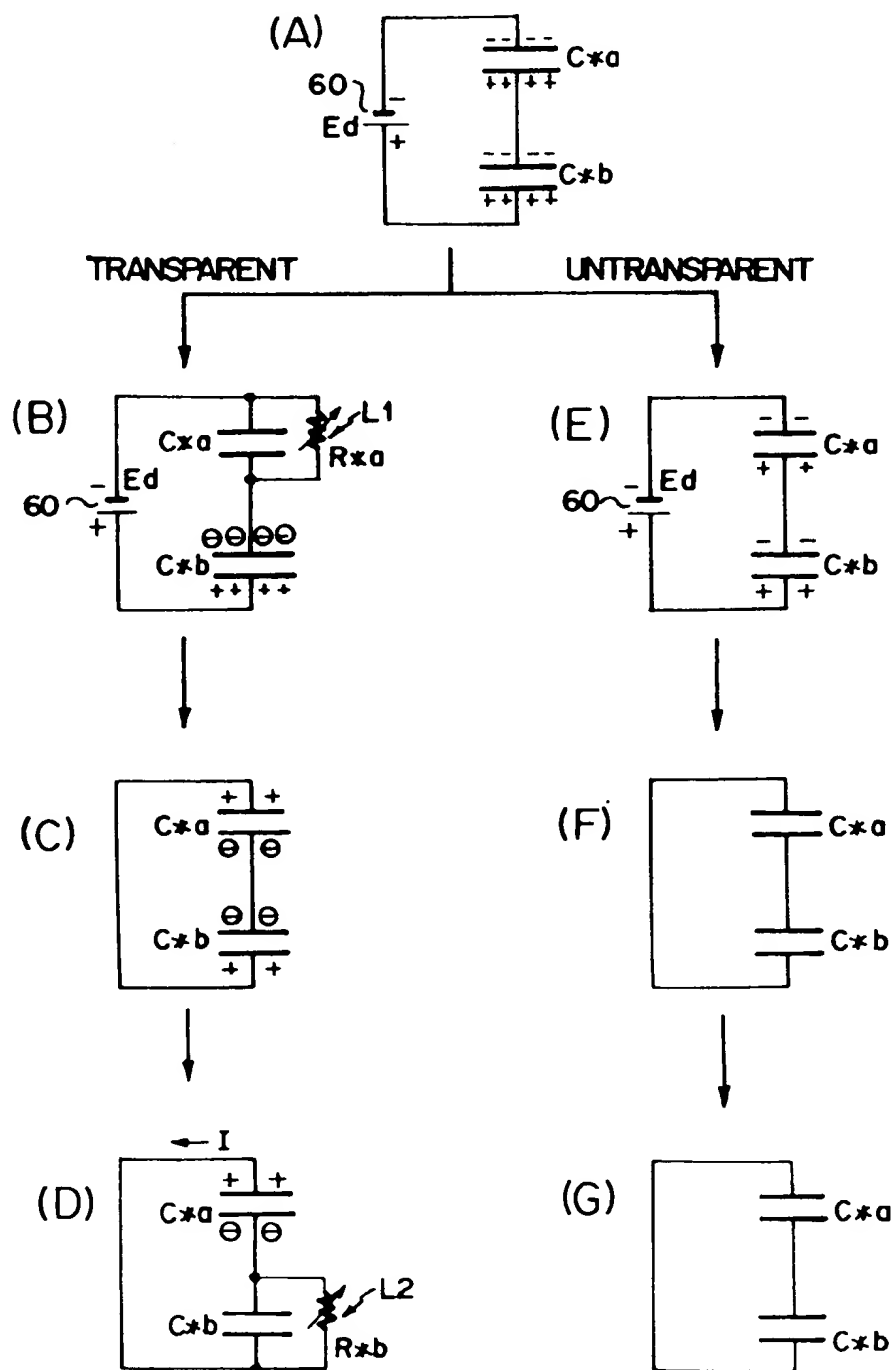 (A)
-- --
C*a
60
-
++ ++
Ed
+
-- --
C*b
++ ++
TRANSPARENT
UNTRANSPARENT
(B)
L1
C*a
R*a
- Ed
60
+
⊖⊖ ⊖⊖
C*b
++ ++
(E)
- -
C*a
+ +
- Ed
60
+
- -
C*b
+ +
(C)
+ +
C*a
⊖ ⊖
⊖ ⊖
C*b
+ +
(F)
C*a
C*b
← I
(D)
+ +
C*a
⊖ ⊖
L2
C*b
R*b
(G)
C*a
C*b